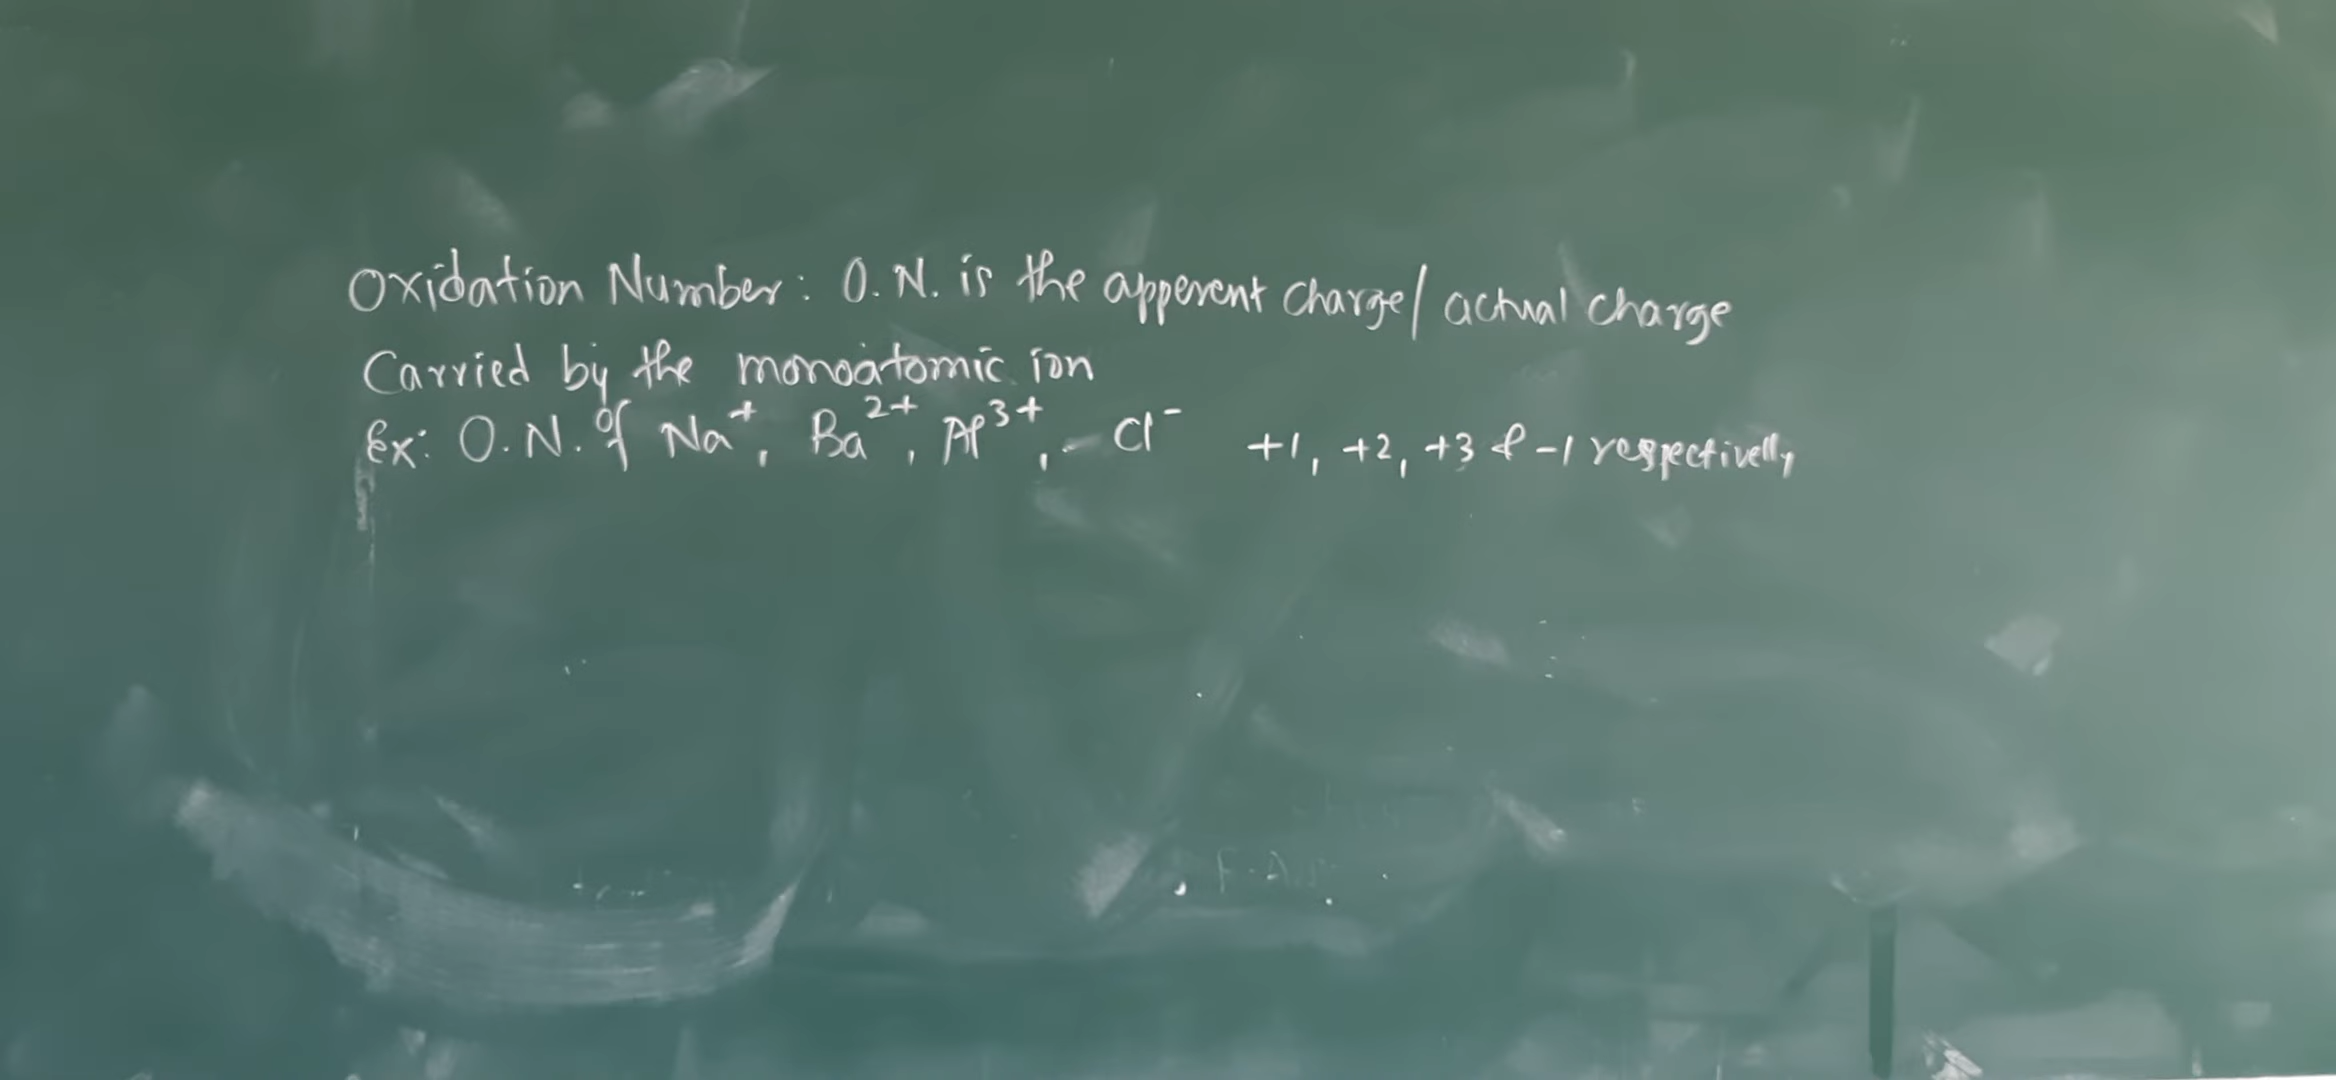 Oxidation Number: O.N. is the apperent charge/ actual charge
Carried by the monoatomic ion
Ex: O.N. of Na⁺, Ba²⁺, Al³⁺, Cl⁻ +1, +2, +3 & -1 respectivelly